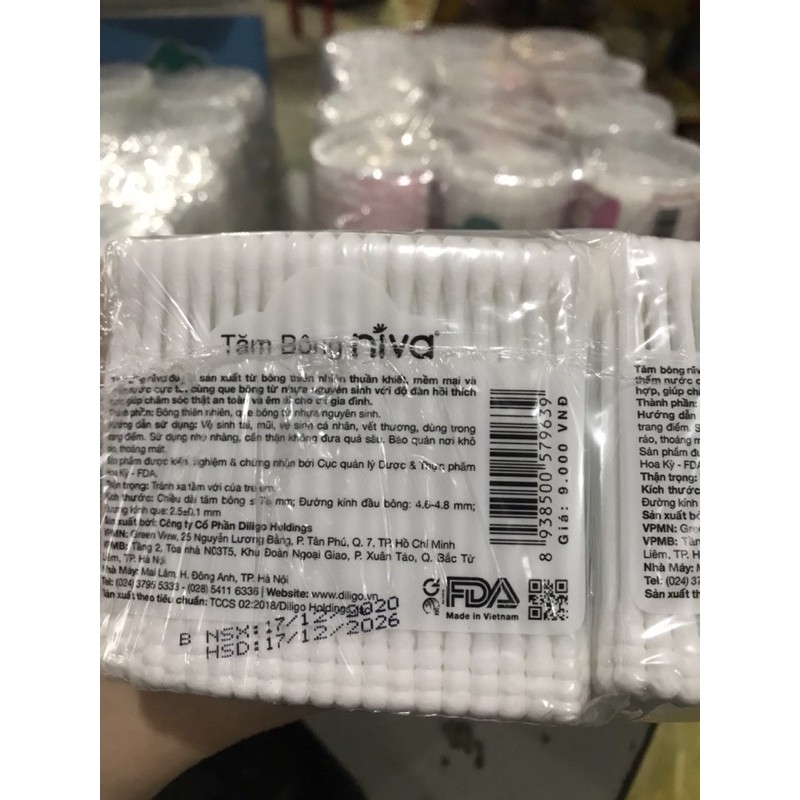 Tăm Bông niva
sản xuất từ bông thiên nhiên thuần khiết, mềm mại và
cùng que bông từ nhựa nguyên sinh với độ đàn hồi thích
giúp chăm sóc thật an toàn và êm ái cho cả gia đình.
Thành phần: Bông thiên nhiên, que bông từ nhựa nguyên sinh.
Hướng dẫn sử dụng: Vệ sinh tai, mũi, vệ sinh cá nhân, vết thương, dùng trong
trang điểm. Sử dụng nhẹ nhàng, cẩn thận không đưa quá sâu. Bảo quản nơi khô
ráo, thoáng mát.
Sản phẩm được kiểm nghiệm & chứng nhận bởi Cục quản lý Dược & Thực phẩm
Hoa Kỳ - FDA.
Thận trọng: Tránh xa tầm với của trẻ em.
Kích thước: Chiều dài tăm bông ≤ mm; Đường kính đầu bông: 4.6-4.8 mm;
Đường kính que: 2.5±0.1 mm
Sản xuất bởi: Công ty Cổ Phần Diligo Holdings
VPMN: Green View, 25 Nguyễn Lương Bằng, P. Tân Phú, Q. 7, TP. Hồ Chí Minh
VPMB: Tầng 2, Tòa nhà N03T5, Khu Đoàn Ngoại Giao, P. Xuân Tảo, Q. Bắc Từ
Liêm, TP. Hà Nội
Nhà Máy: Mai Lâm, H. Đông Anh, TP. Hà Nội
Tel: (024) 3795 5333 - (028) 5411 6336 | Website: www.diligo.vn
Sản xuất theo tiêu chuẩn: TCCS 02:2018/Diligo Holdings
B NSX:17/12/2020
HSD:17/12/2026
8 938500 579639
Giá: 9.000 VNĐ
FDA
Made in Vietnam
Tăm bông niva
thấm nước c
hợp, giúp ch
Thành phần:
Hướng dẫn
trang điểm. S
ráo, thoáng m
Sản phẩm đư
Hoa Kỳ - FDA
Thận trọng:
Kích thước
Đường kính
Sản xuất bở
VPMN: Gree
VPMB: Tầng
Liêm, TP. Hà
Nhà Máy: M
Tel: (024) 37
Sản xuất the